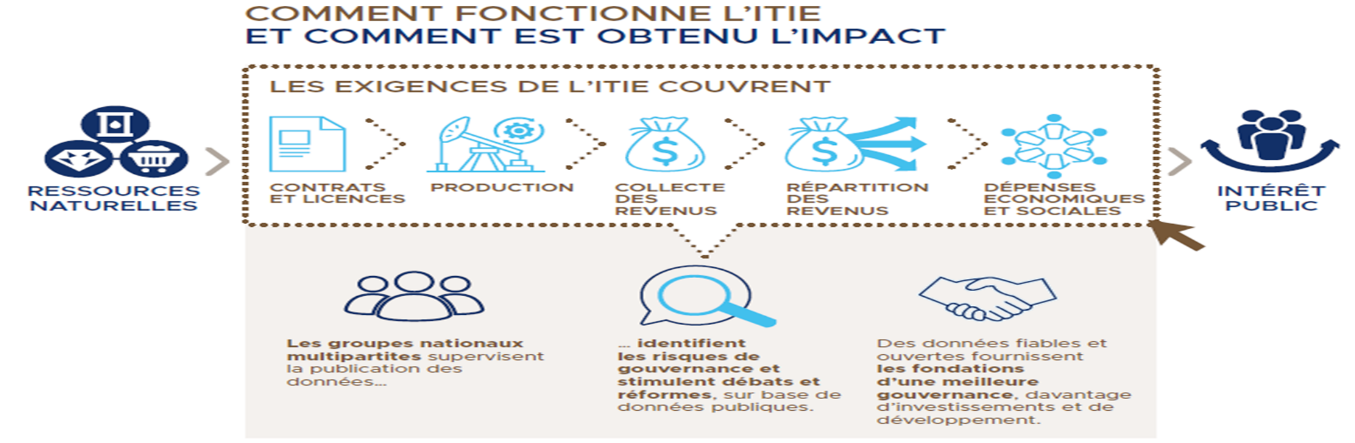 COMMENT FONCTIONNE L'ITIE
ET COMMENT EST OBTENU L'IMPACT
LES EXIGENCES DE L'ITIE COUVRENT
RESSOURCES
NATURELLES
CONTRATS
ET LICENCES
PRODUCTION
COLLECTE
DES
REVENUS
RÉPARTITION
DES
REVENUS
DÉPENSES
ECONOMIQUES
ET SOCIALES
INTÉRÊT
PUBLIC
Les groupes nationaux
multipartites supervisent
la publication des
données...
... identifient
les risques de
gouvernance et
stimulent débats et
réformes, sur base de
données publiques.
Des données fiables et
ouvertes fournissent
les fondations
d'une meilleure
gouvernance, davantage
d'investissements et de
développement.